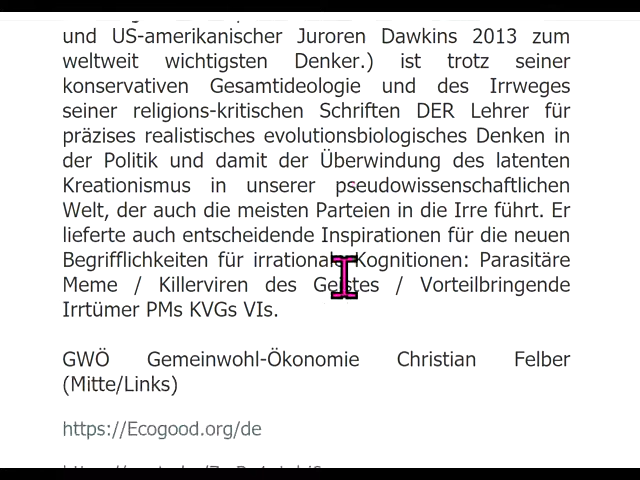 und US-amerikanischer Juroren Dawkins 2013 zum
weltweit wichtigsten Denker.) ist trotz seiner
konservativen Gesamtideologie und des Irrweges
seiner religions-kritischen Schriften DER Lehrer für
präzises realistisches evolutionsbiologisches Denken in
der Politik und damit der Überwindung des latenten
Kreationismus in unserer pseudowissenschaftlichen
Welt, der auch die meisten Parteien in die Irre führt. Er
lieferte auch entscheidende Inspirationen für die neuen
Begrifflichkeiten für irrationale Kognitionen: Parasitäre
Meme / Killerviren des Geistes / Vorteilbringende
Irrtümer PMs KVGs VIs.
GWÖ Gemeinwohl-Ökonomie Christian Felber
(Mitte/Links)
https://Ecogood.org/de